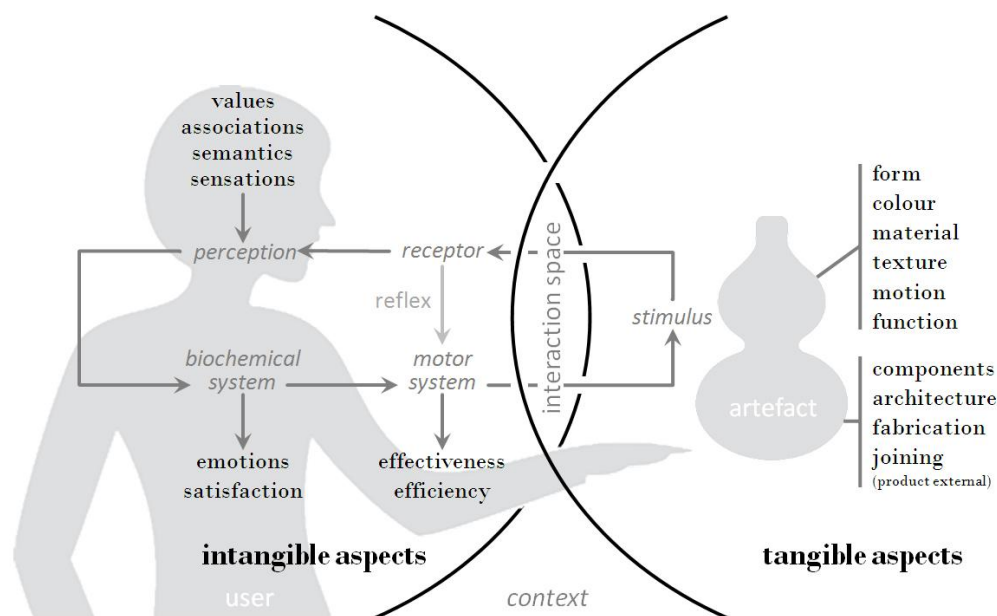 values
associations
semantics
sensations
perception
receptor
reflex
biochemical
system
motor
system
emotions
satisfaction
effectiveness
efficiency
interaction space
stimulus
artefact
form
colour
material
texture
motion
function
components
architecture
fabrication
joining
(product external)
intangible aspects
tangible aspects
user
context